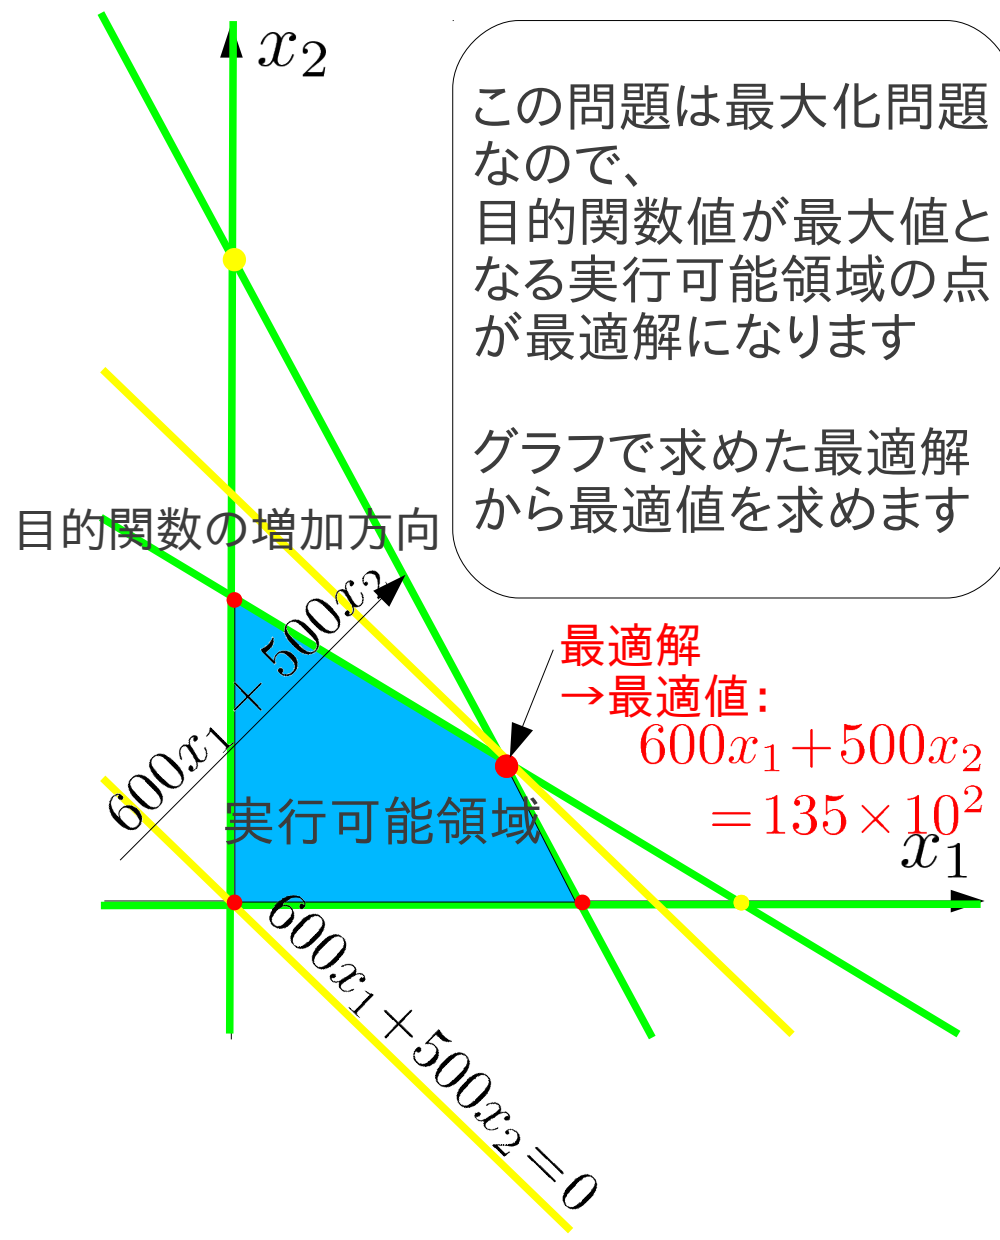 x₂
この問題は最大化問題
なので、
目的関数値が最大値と
なる実行可能領域の点
が最適解になります
グラフで求めた最適解
から最適値を求めます
目的関数の増加方向
600x₁+500x₂
最適解
→最適値：
600x₁+500x₂
=135×10²
実行可能領域
x₁
600x₁+500x₂=0